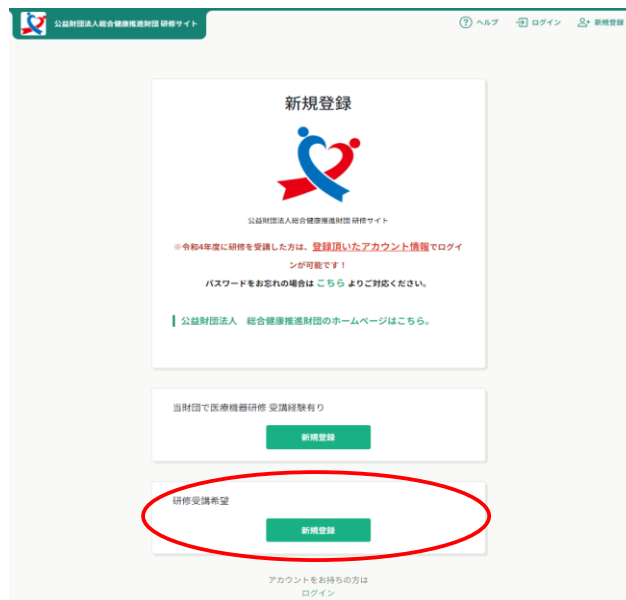 公益財団法人総合健康推進財団 研修サイト
ヘルプ
ログイン
新規登録
新規登録
公益財団法人総合健康推進財団 研修サイト
※令和4年度に研修を受講した方は、登録頂いたアカウント情報でログイ
ンが可能です！
パスワードをお忘れの場合は こちら よりご対応ください。
公益財団法人　総合健康推進財団のホームページはこちら。
当財団で医療機器研修 受講経験有り
新規登録
研修受講希望
新規登録
アカウントをお持ちの方は
ログイン